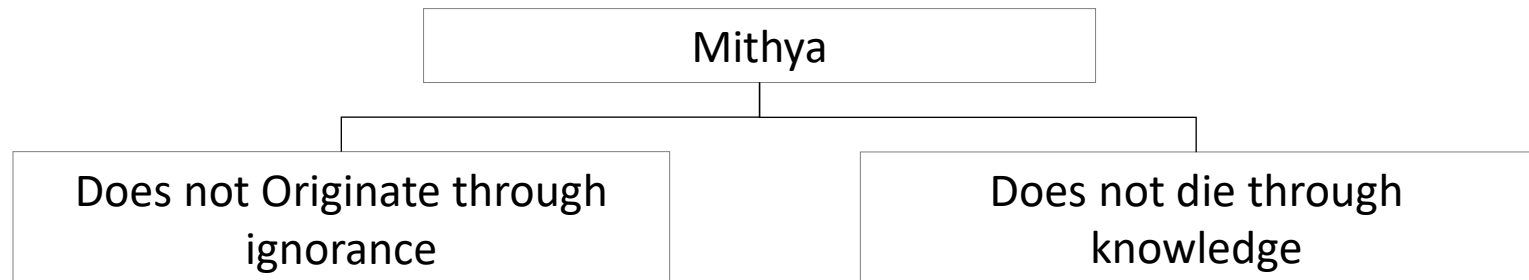 Mithya
Does not Originate through
ignorance
Does not die through
knowledge